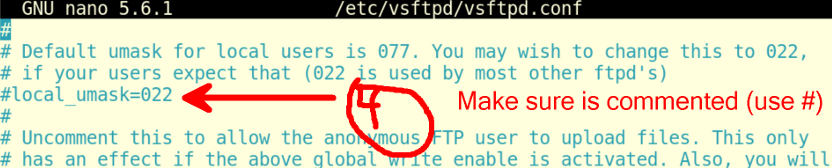 GNU nano 5.6.1 /etc/vsftpd/vsftpd.conf
#
# Default umask for local users is 077. You may wish to change this to 022,
# if your users expect that (022 is used by most other ftpd's)
#local_umask=022
4 Make sure is commented (use #)
#
# Uncomment this to allow the anonymous FTP user to upload files. This only
# has an effect if the above global write enable is activated. Also, you will